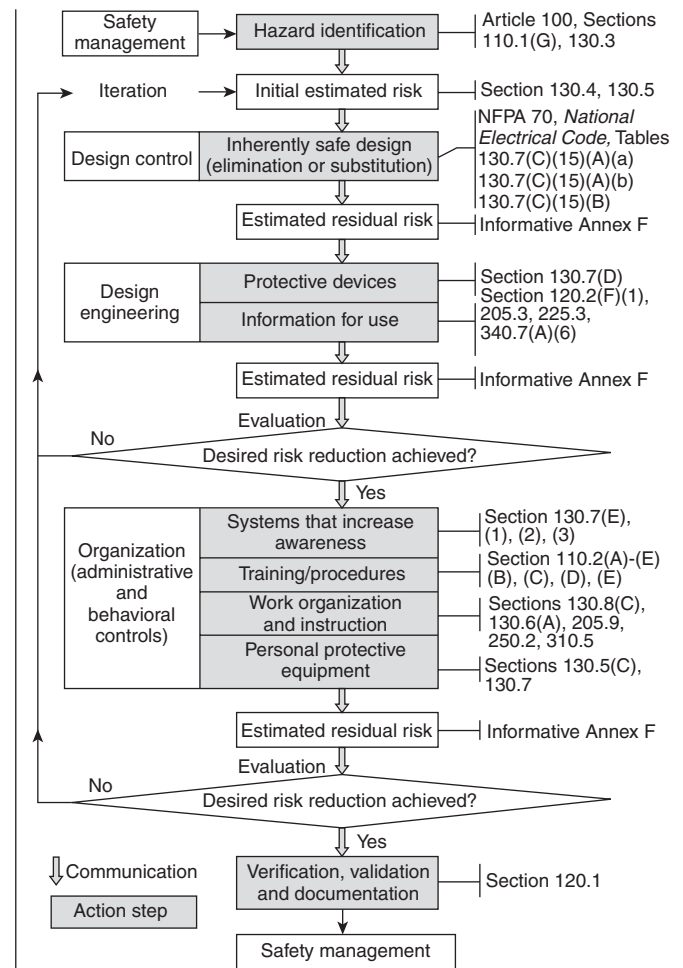 Safety
management
Hazard identification
Article 100, Sections
110.1(G), 130.3
Iteration
Initial estimated risk
Section 130.4, 130.5
Design control
Inherently safe design
(elimination or substitution)
NFPA 70, National
Electrical Code, Tables
130.7(C)(15)(A)(a)
130.7(C)(15)(A)(b)
130.7(C)(15)(B)
Estimated residual risk
Informative Annex F
Design
engineering
Protective devices
Information for use
Section 130.7(D)
Section 120.2(F)(1),
205.3, 225.3,
340.7(A)(6)
Estimated residual risk
Informative Annex F
Evaluation
No
Desired risk reduction achieved?
Yes
Organization
(administrative
and
behavioral
controls)
Systems that increase
awareness
Section 130.7(E),
(1), (2), (3)
Training/procedures
Section 110.2(A)-(E)
(B), (C), (D), (E)
Work organization
and instruction
Sections 130.8(C),
130.6(A), 205.9,
250.2, 310.5
Personal protective
equipment
Sections 130.5(C),
130.7
Estimated residual risk
Informative Annex F
Evaluation
No
Desired risk reduction achieved?
Yes
Communication
Action step
Verification, validation
and documentation
Section 120.1
Safety management